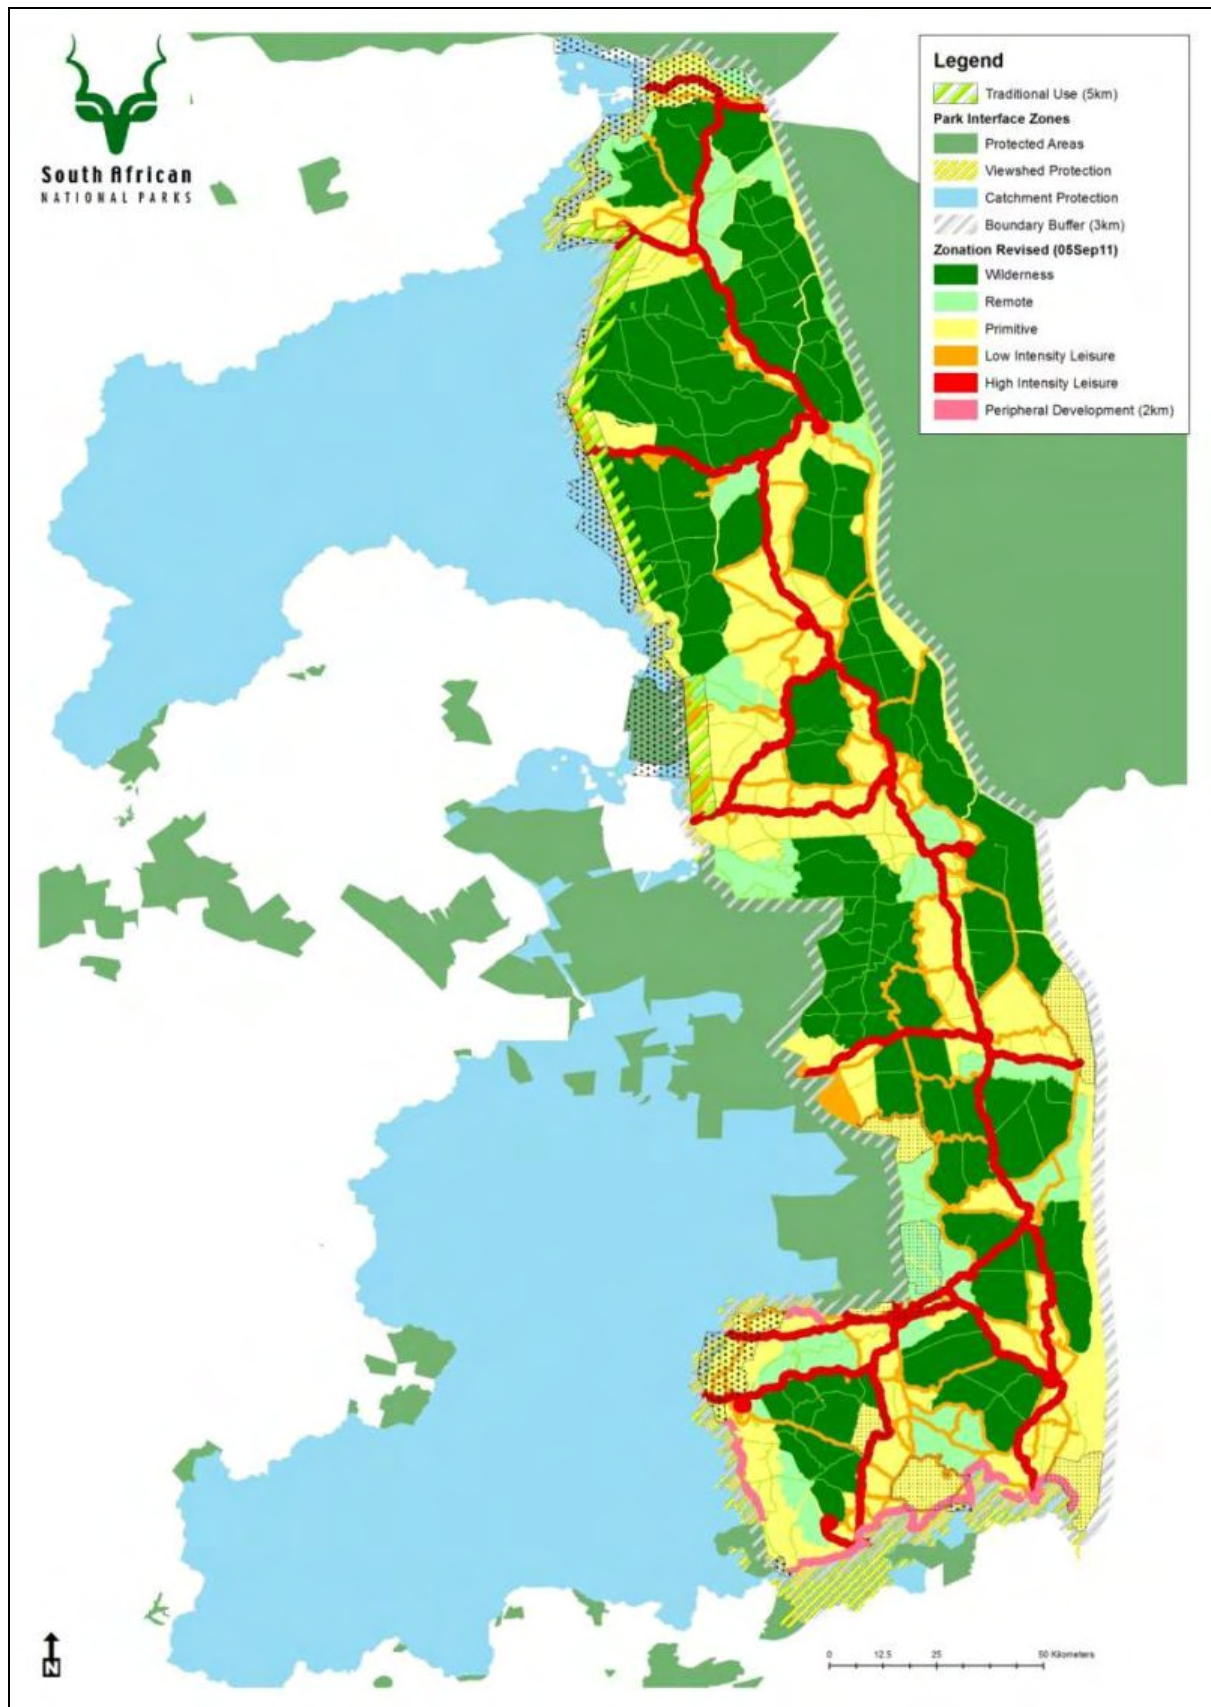 South African
NATIONAL PARKS
Legend
Traditional Use (5km)
Park Interface Zones
Protected Areas
Viewshed Protection
Catchment Protection
Boundary Buffer (3km)
Zonation Revised (05Sep11)
Wilderness
Remote
Primitive
Low Intensity Leisure
High Intensity Leisure
Peripheral Development (2km)
N
0 12.5 25 50 Kilometers